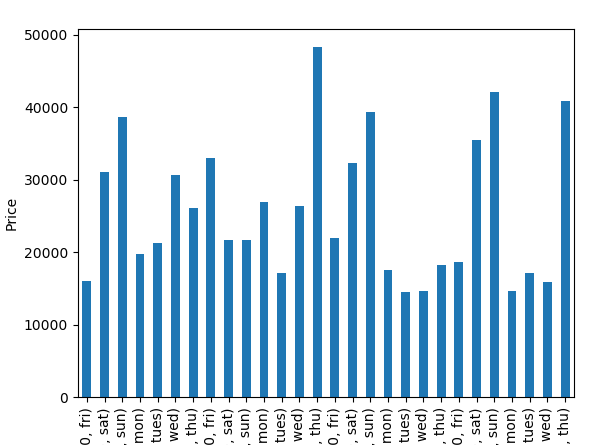 50000
40000
30000
20000
10000
0
Price
0, fri)
, sat)
, sun)
mon)
tues)
wed)
, thu)
0, fri)
, sat)
, sun)
mon)
tues)
wed)
, thu)
0, fri)
, sat)
, sun)
mon)
tues)
wed)
, thu)
0, fri)
, sat)
, sun)
mon)
tues)
wed)
, thu)